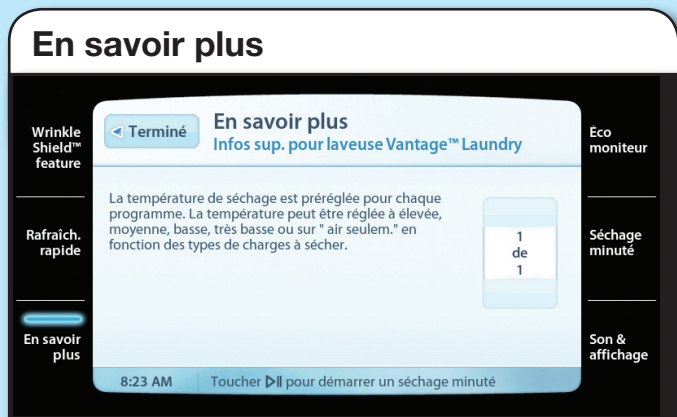 En savoir plus
Wrinkle
Shield™
feature
Rafraîch.
rapide
En savoir
plus
Terminé
En savoir plus
Infos sup. pour laveuse Vantage™ Laundry
La température de séchage est préréglée pour chaque
programme. La température peut être réglée à élevée,
moyenne, basse, très basse ou sur " air seulem." en
fonction des types de charges à sécher.
1
de
1
8:23 AM
Toucher ▷|| pour démarrer un séchage minuté
Éco
moniteur
Séchage
minuté
Son &
affichage